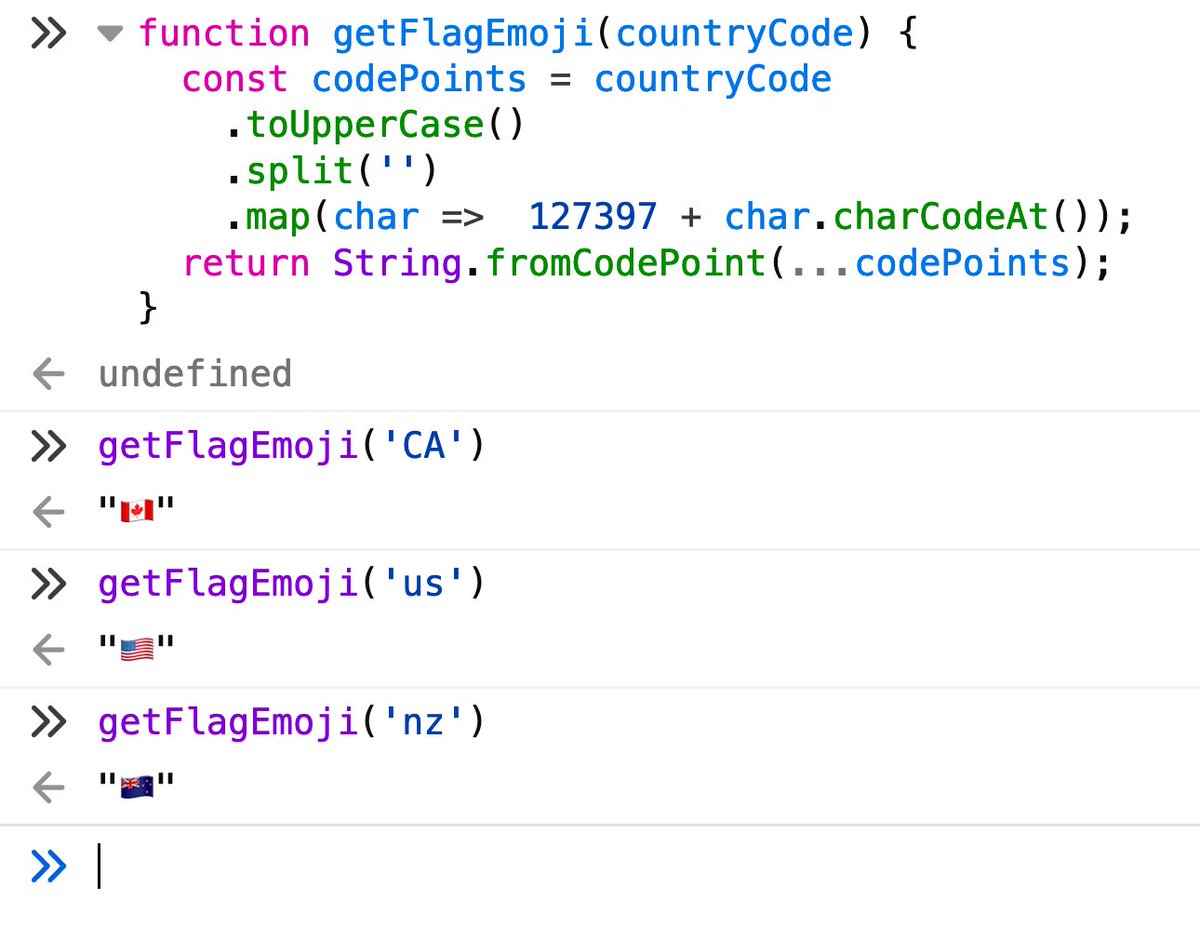 function getFlagEmoji(countryCode) {
const codePoints = countryCode
.toUpperCase()
.split('')
.map(char =>  127397 + char.charCodeAt());
return String.fromCodePoint(...codePoints);
}
undefined
getFlagEmoji('CA')
"🇨🇦"
getFlagEmoji('us')
"🇺🇸"
getFlagEmoji('nz')
"🇳🇿"